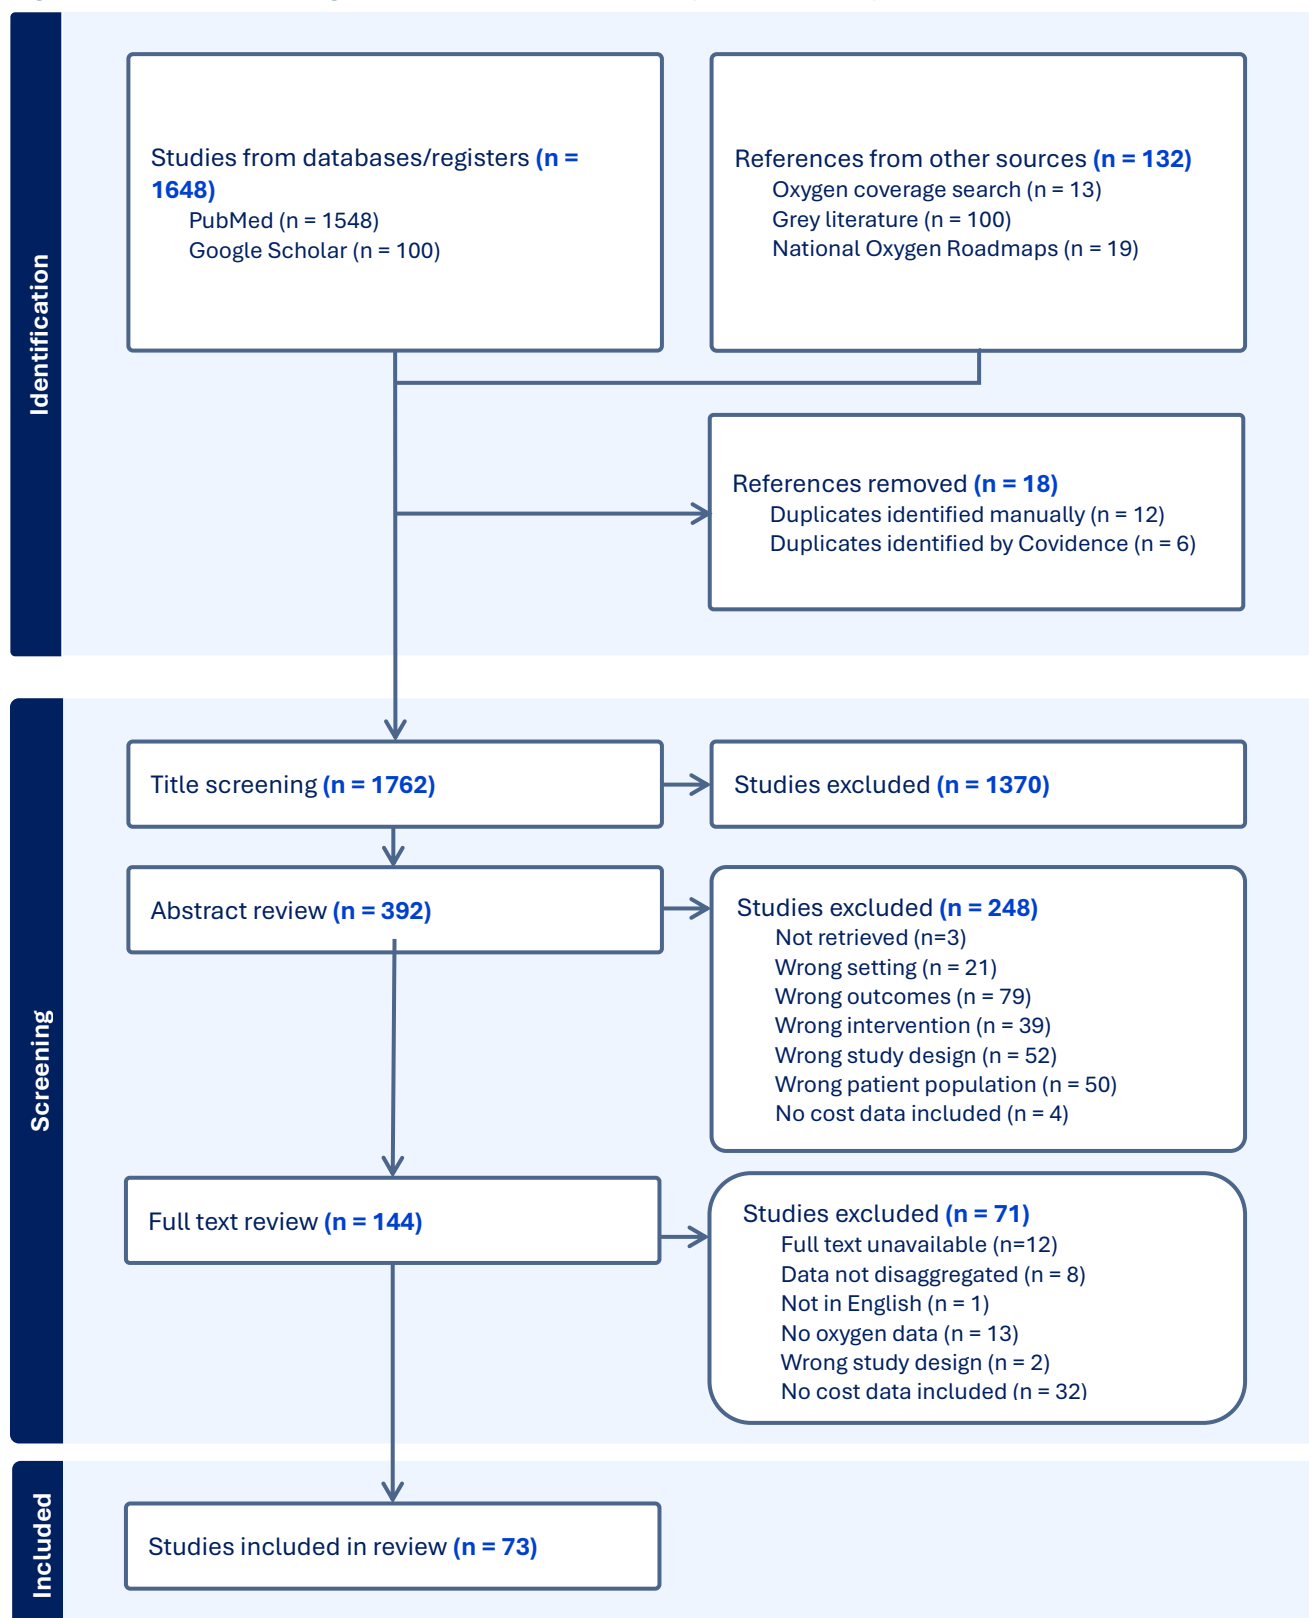 Identification
Studies from databases/registers (n =
1648)
PubMed (n = 1548)
Google Scholar (n = 100)
References from other sources (n = 132)
Oxygen coverage search (n = 13)
Grey literature (n = 100)
National Oxygen Roadmaps (n = 19)
References removed (n = 18)
Duplicates identified manually (n = 12)
Duplicates identified by Covidence (n = 6)
Screening
Title screening (n = 1762)
Studies excluded (n = 1370)
Abstract review (n = 392)
Studies excluded (n = 248)
Not retrieved (n=3)
Wrong setting (n = 21)
Wrong outcomes (n = 79)
Wrong intervention (n = 39)
Wrong study design (n = 52)
Wrong patient population (n = 50)
No cost data included (n = 4)
Full text review (n = 144)
Studies excluded (n = 71)
Full text unavailable (n=12)
Data not disaggregated (n = 8)
Not in English (n = 1)
No oxygen data (n = 13)
Wrong study design (n = 2)
No cost data included (n = 32)
Included
Studies included in review (n = 73)